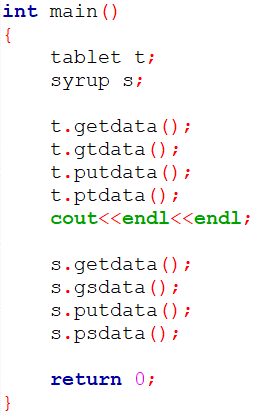 int main()
{
    tablet t;
    syrup s;

    t.getdata();
    t.gtdata();
    t.putdata();
    t.ptdata();
    cout<<endl<<endl;

    s.getdata();
    s.gsdata();
    s.putdata();
    s.psdata();

    return 0;
}